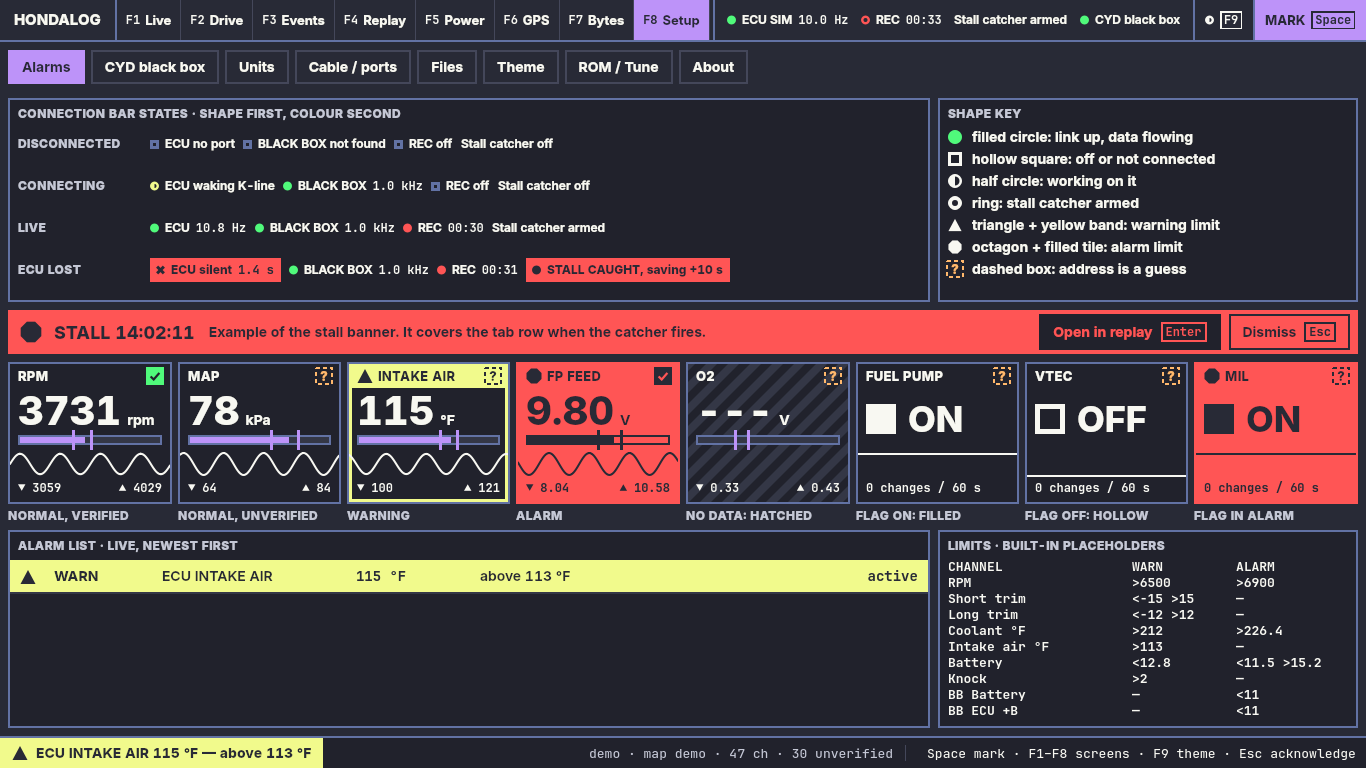 HONDALOG F1 Live F2 Drive F3 Events F4 Replay F5 Power F6 GPS F7 Bytes F8 Setup ECU SIM 10.0 Hz REC 00:33 Stall catcher armed CYD black box F9 MARK Space
Alarms CYD black box Units Cable / ports Files Theme ROM / Tune About
CONNECTION BAR STATES · SHAPE FIRST, COLOUR SECOND
DISCONNECTED ECU no port BLACK BOX not found REC off Stall catcher off
CONNECTING ECU waking K-line BLACK BOX 1.0 kHz REC off Stall catcher off
LIVE ECU 10.8 Hz BLACK BOX 1.0 kHz REC 00:30 Stall catcher armed
ECU LOST ECU silent 1.4 s BLACK BOX 1.0 kHz REC 00:31 STALL CAUGHT, saving +10 s
SHAPE KEY
filled circle: link up, data flowing
hollow square: off or not connected
half circle: working on it
ring: stall catcher armed
triangle + yellow band: warning limit
octagon + filled tile: alarm limit
? dashed box: address is a guess
STALL 14:02:11 Example of the stall banner. It covers the tab row when the catcher fires. Open in replay Enter Dismiss Esc
RPM
3731 rpm
▼ 3059 ▲ 4029
NORMAL, VERIFIED
MAP ?
78 kPa
▼ 64 ▲ 84
NORMAL, UNVERIFIED
INTAKE AIR ?
115 °F
▼ 100 ▲ 121
WARNING
FP FEED
9.80 V
▼ 8.04 ▲ 10.58
ALARM
O2 ?
--- V
▼ 0.33 ▲ 0.43
NO DATA: HATCHED
FUEL PUMP ?
ON
0 changes / 60 s
FLAG ON: FILLED
VTEC ?
OFF
0 changes / 60 s
FLAG OFF: HOLLOW
MIL ?
ON
0 changes / 60 s
FLAG IN ALARM
ALARM LIST · LIVE, NEWEST FIRST
WARN ECU INTAKE AIR 115 °F above 113 °F active
LIMITS · BUILT-IN PLACEHOLDERS
CHANNEL WARN ALARM
RPM >6500 >6900
Short trim <-15 >15 —
Long trim <-12 >12 —
Coolant °F >212 >226.4
Intake air °F >113 —
Battery <12.8 <11.5 >15.2
Knock >2 —
BB Battery — <11
BB ECU +B — <11
ECU INTAKE AIR 115 °F — above 113 °F demo · map demo · 47 ch · 30 unverified Space mark · F1–F8 screens · F9 theme · Esc acknowledge